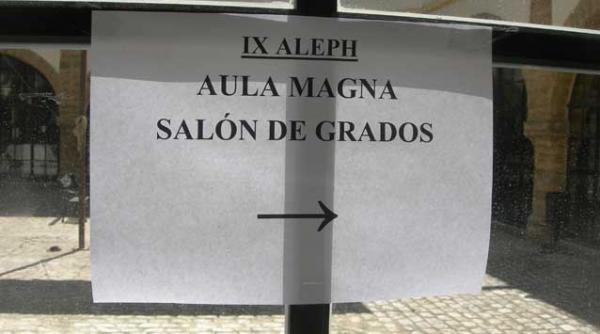 IX ALEPH
AULA MAGNA
SALÓN DE GRADOS